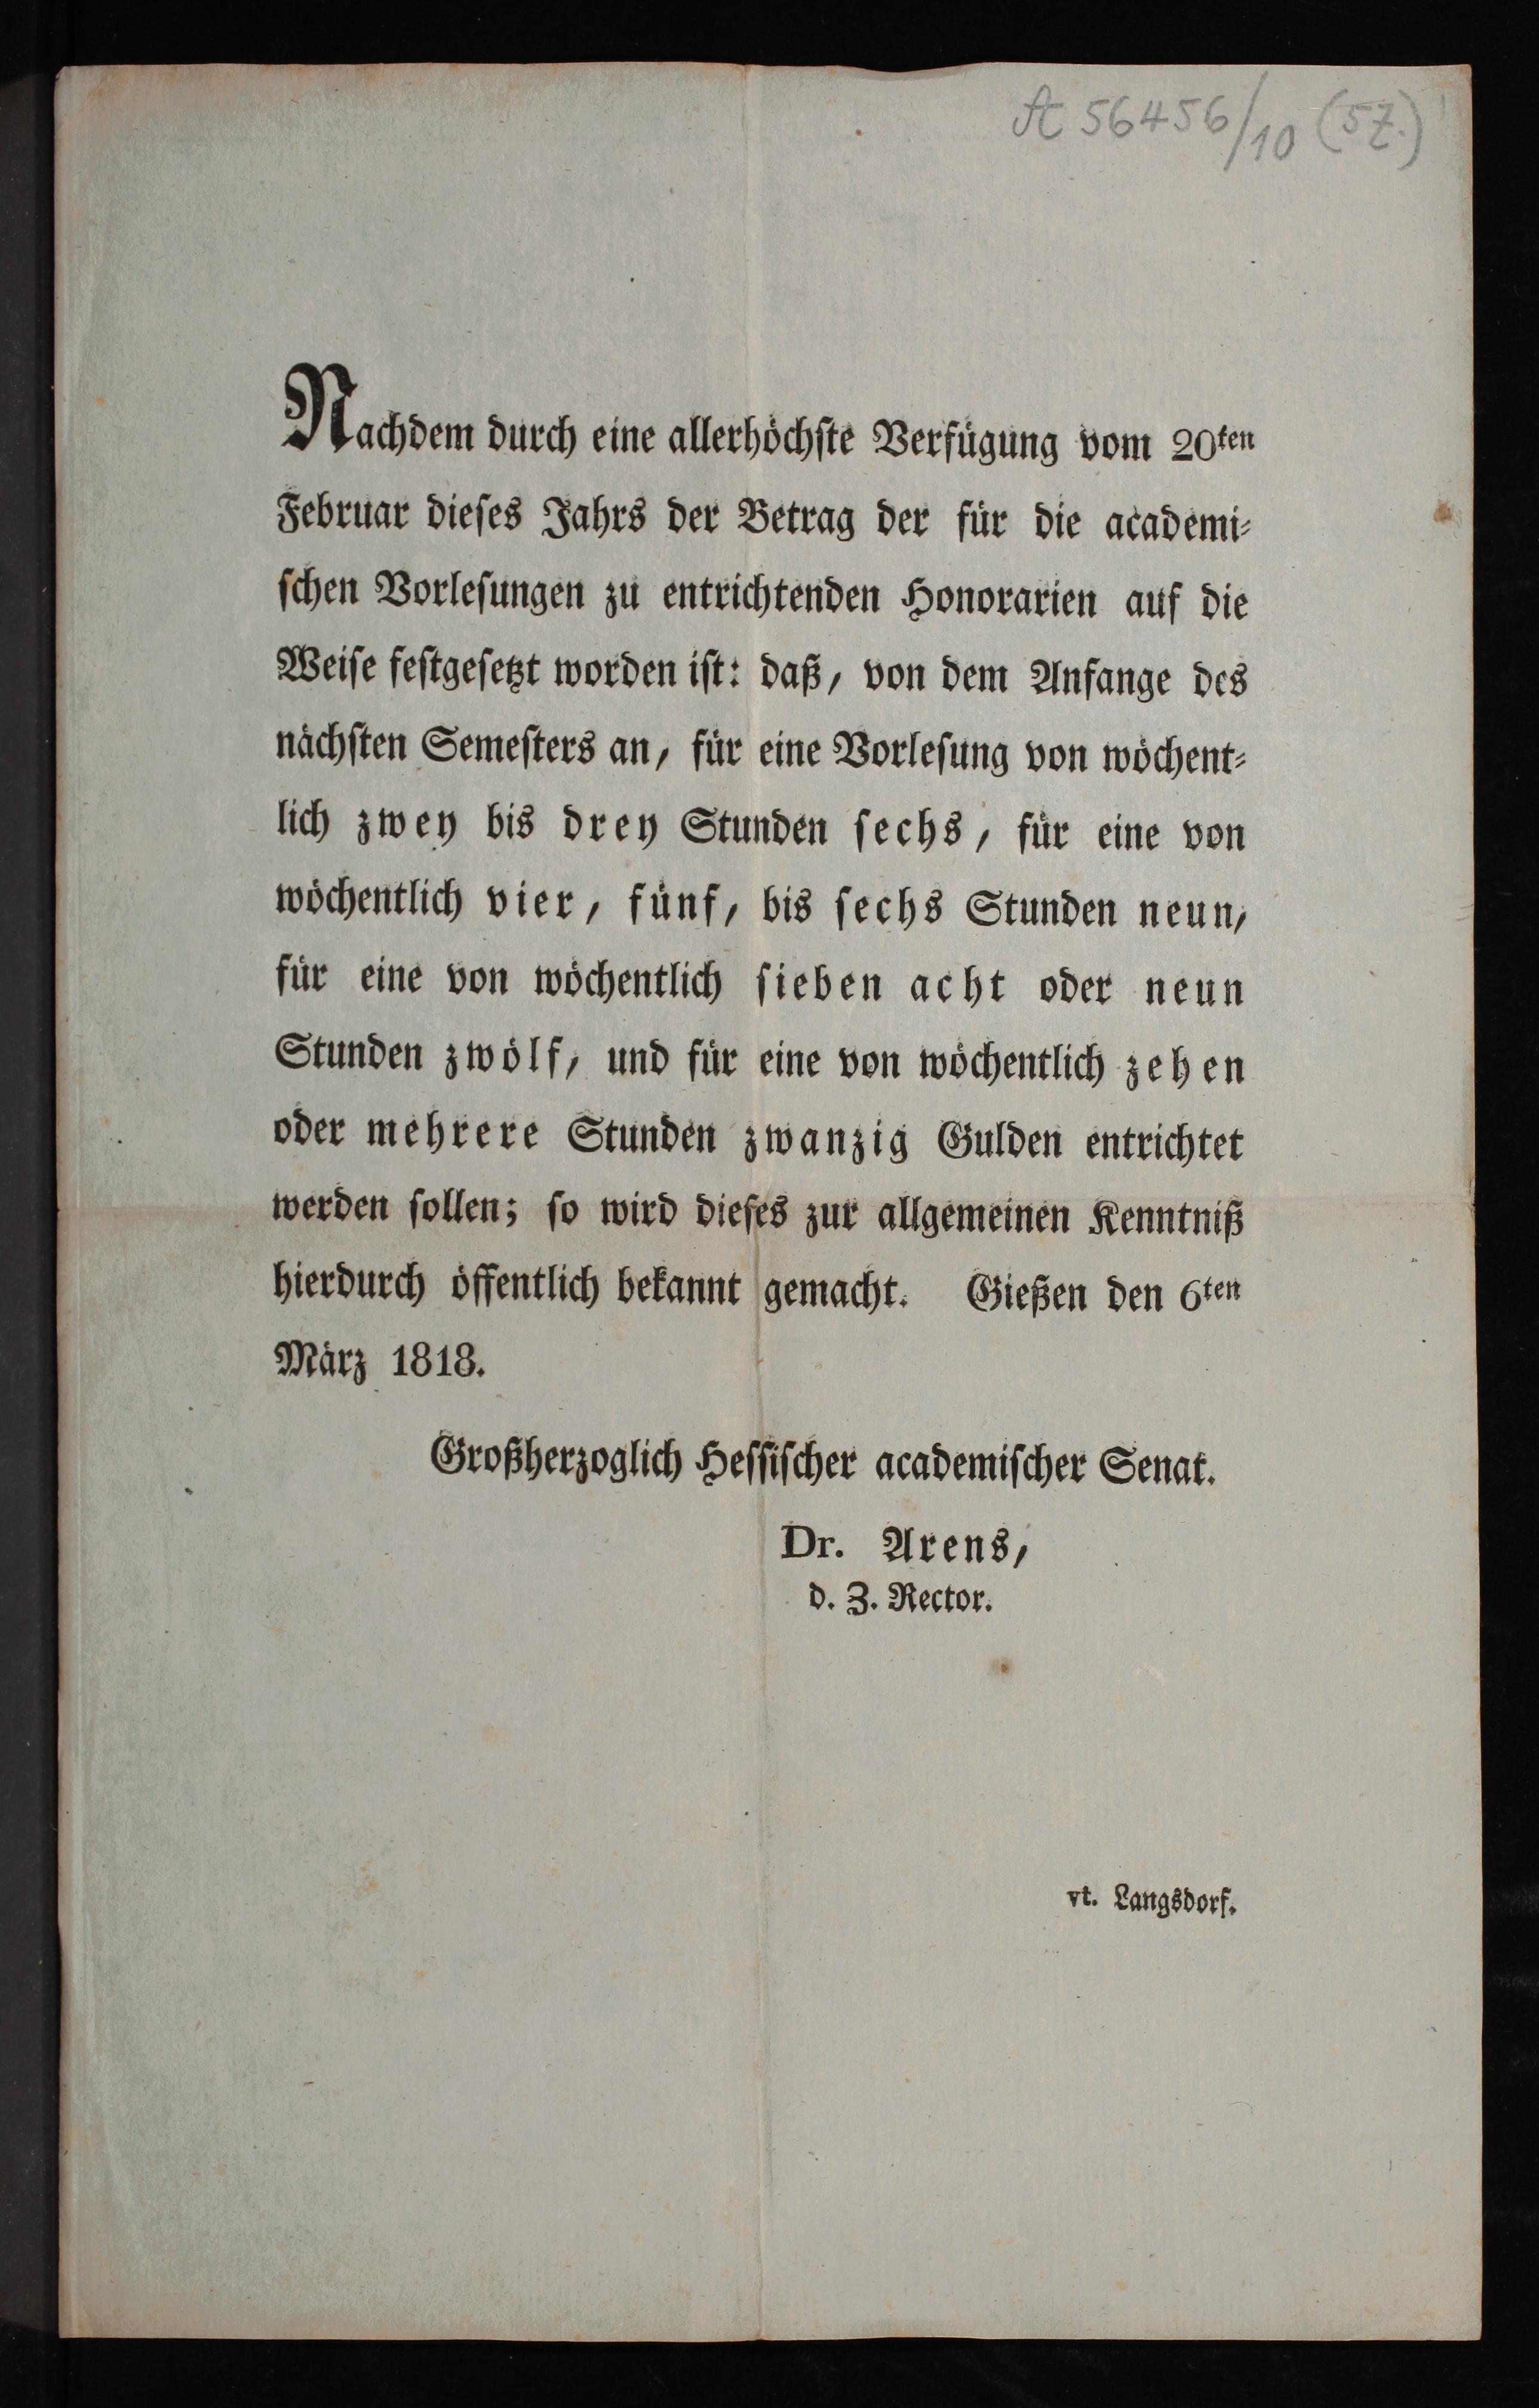 A 56456/10 (5Z.)
Nachdem durch eine allerhöchste Verfügung vom 20ten
Februar dieses Jahrs der Betrag der für die academi-
schen Vorlesungen zu entrichtenden Honorarien auf die
Weise festgesetzt worden ist: daß, von dem Anfange des
nächsten Semesters an, für eine Vorlesung von wöchent-
lich zwey bis drey Stunden sechs, für eine von
wöchentlich vier, fünf, bis sechs Stunden neun,
für eine von wöchentlich sieben acht oder neun
Stunden zwölf, und für eine von wöchentlich zehen
oder mehrere Stunden zwanzig Gulden entrichtet
werden sollen; so wird dieses zur allgemeinen Kenntniß
hierdurch öffentlich bekannt gemacht. Gießen den 6ten
März 1818.
Großherzoglich Hessischer academischer Senat.
Dr. Arens,
d. Z. Rector.
vt. Langsdorf.